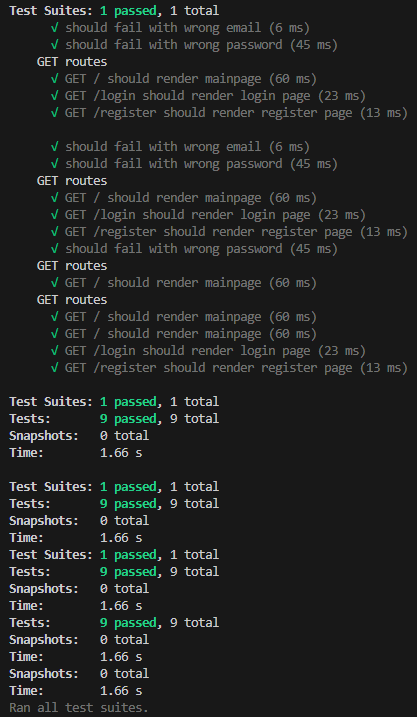 Test Suites: 1 passed, 1 total
√ should fail with wrong email (6 ms)
√ should fail with wrong password (45 ms)
GET routes
√ GET / should render mainpage (60 ms)
√ GET /login should render login page (23 ms)
√ GET /register should render register page (13 ms)
√ should fail with wrong email (6 ms)
√ should fail with wrong password (45 ms)
GET routes
√ GET / should render mainpage (60 ms)
√ GET /login should render login page (23 ms)
√ GET /register should render register page (13 ms)
√ should fail with wrong password (45 ms)
GET routes
√ GET / should render mainpage (60 ms)
GET routes
√ GET / should render mainpage (60 ms)
√ GET / should render mainpage (60 ms)
√ GET /login should render login page (23 ms)
√ GET /register should render register page (13 ms)
Test Suites: 1 passed, 1 total
Tests: 9 passed, 9 total
Snapshots: 0 total
Time: 1.66 s
Test Suites: 1 passed, 1 total
Tests: 9 passed, 9 total
Snapshots: 0 total
Time: 1.66 s
Test Suites: 1 passed, 1 total
Tests: 9 passed, 9 total
Snapshots: 0 total
Time: 1.66 s
Tests: 9 passed, 9 total
Snapshots: 0 total
Time: 1.66 s
Snapshots: 0 total
Time: 1.66 s
Ran all test suites.